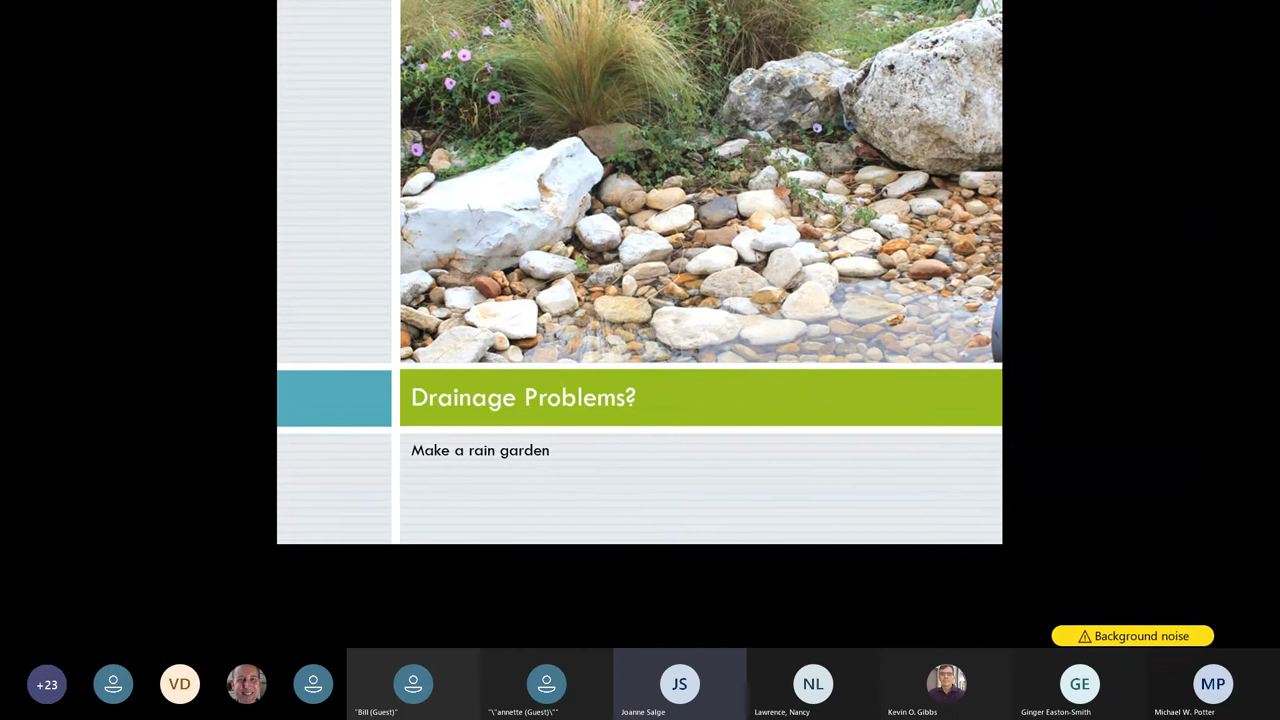 Drainage Problems?
Make a rain garden
Background noise
+23
VD
JS
NL
GE
MP
"Bill (Guest)"
"\"annette (Guest)\""
Joanne Salge
Lawrence, Nancy
Kevin O. Gibbs
Ginger Easton-Smith
Michael W. Potter